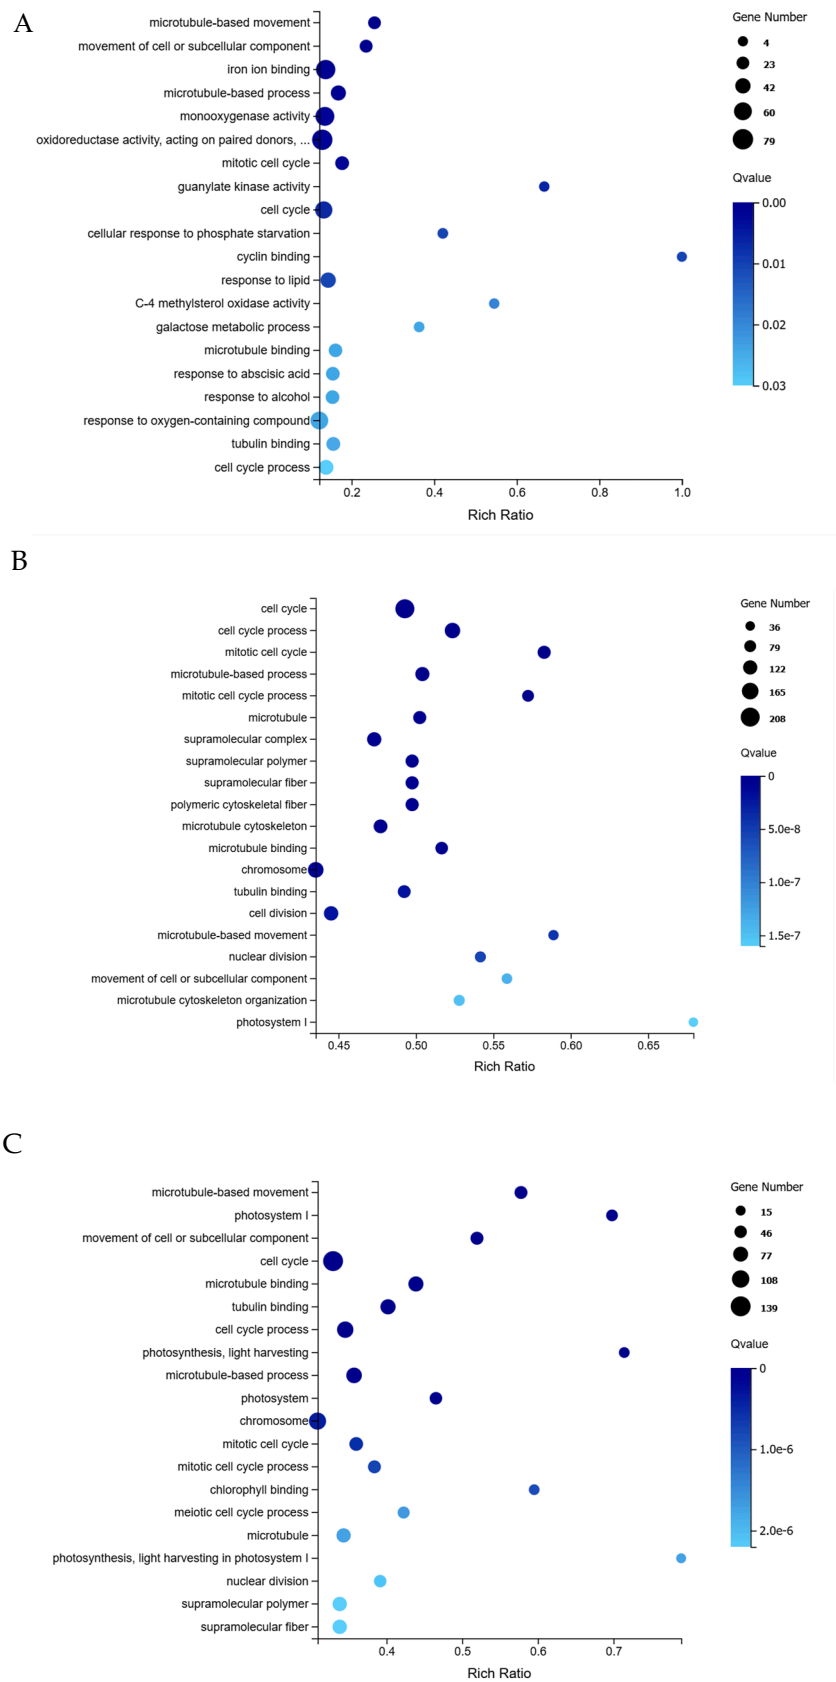 A
microtubule-based movement
movement of cell or subcellular component
iron ion binding
microtubule-based process
monooxygenase activity
oxidoreductase activity, acting on paired donors, ...
mitotic cell cycle
guanylate kinase activity
cell cycle
cellular response to phosphate starvation
cyclin binding
response to lipid
C-4 methylsterol oxidase activity
galactose metabolic process
microtubule binding
response to abscisic acid
response to alcohol
response to oxygen-containing compound
tubulin binding
cell cycle process
0.2 0.4 0.6 0.8 1.0
Rich Ratio
Gene Number
4
23
42
60
79
Qvalue
0.00
0.01
0.02
0.03
B
cell cycle
cell cycle process
mitotic cell cycle
microtubule-based process
mitotic cell cycle process
microtubule
supramolecular complex
supramolecular polymer
supramolecular fiber
polymeric cytoskeletal fiber
microtubule cytoskeleton
microtubule binding
chromosome
tubulin binding
cell division
microtubule-based movement
nuclear division
movement of cell or subcellular component
microtubule cytoskeleton organization
photosystem I
0.45 0.50 0.55 0.60 0.65
Rich Ratio
Gene Number
36
79
122
165
208
Qvalue
0
5.0e-8
1.0e-7
1.5e-7
C
microtubule-based movement
photosystem I
movement of cell or subcellular component
cell cycle
microtubule binding
tubulin binding
cell cycle process
photosynthesis, light harvesting
microtubule-based process
photosystem
chromosome
mitotic cell cycle
mitotic cell cycle process
chlorophyll binding
meiotic cell cycle process
microtubule
photosynthesis, light harvesting in photosystem I
nuclear division
supramolecular polymer
supramolecular fiber
0.4 0.5 0.6 0.7
Rich Ratio
Gene Number
15
46
77
108
139
Qvalue
0
1.0e-6
2.0e-6